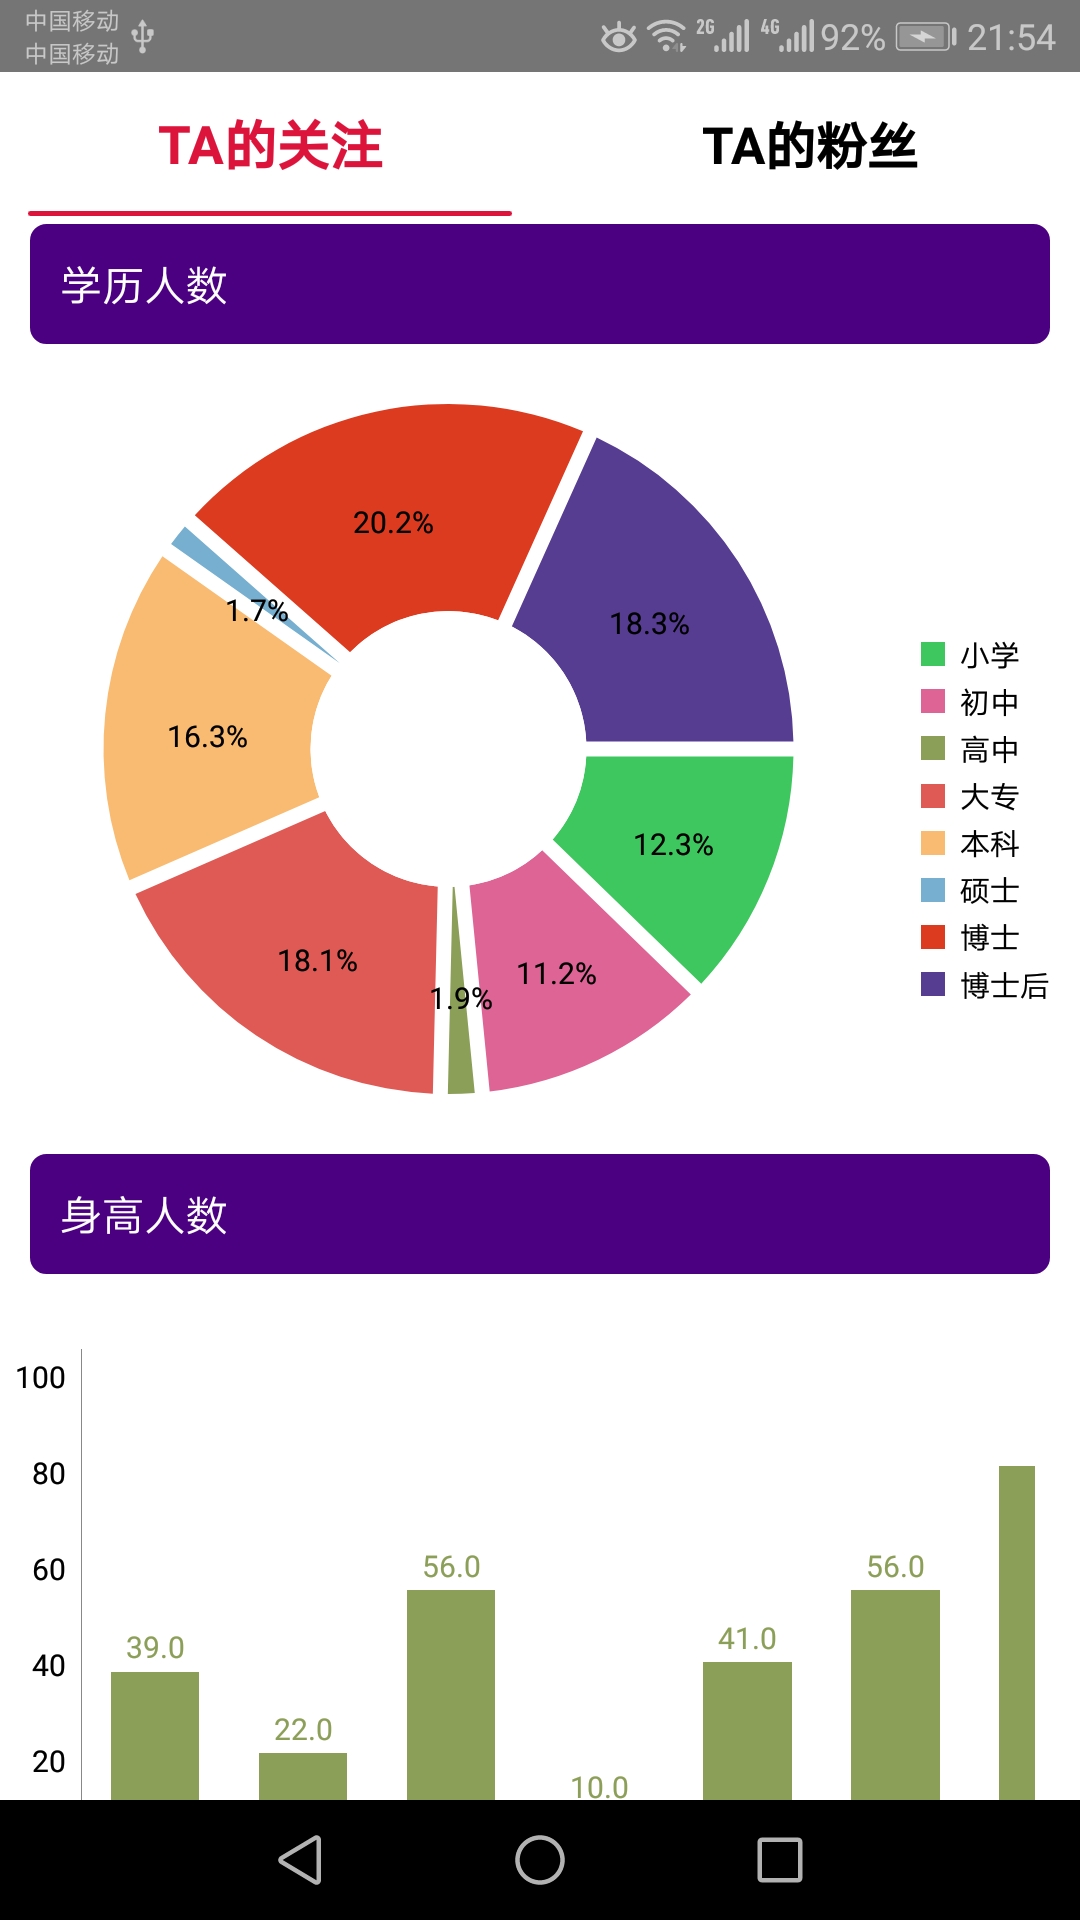 中国移动
中国移动
2G 4G 92% 21:54
TA的关注 TA的粉丝
学历人数
20.2%
18.3%
1.7%
16.3%
12.3%
18.1%
11.2%
1.9%
小学
初中
高中
大专
本科
硕士
博士
博士后
身高人数
100
80
60
40
20
39.0
22.0
56.0
10.0
41.0
56.0